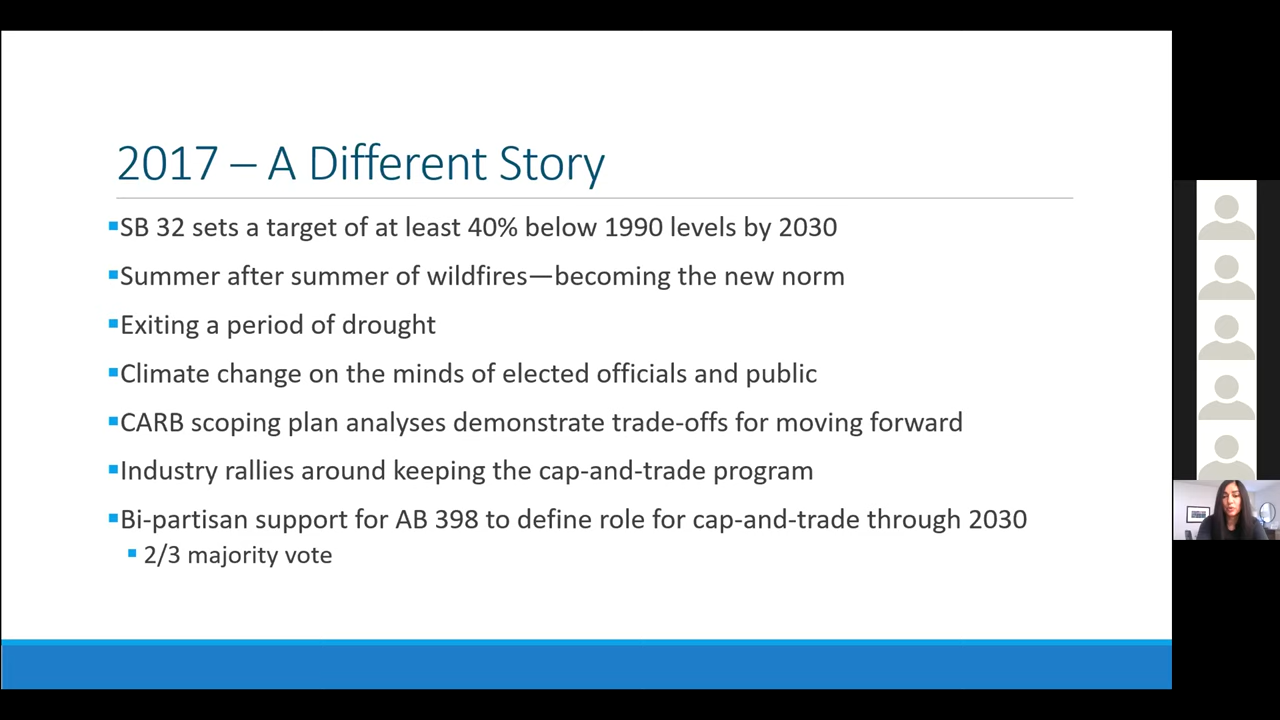 2017 – A Different Story
▪SB 32 sets a target of at least 40% below 1990 levels by 2030
▪Summer after summer of wildfires—becoming the new norm
▪Exiting a period of drought
▪Climate change on the minds of elected officials and public
▪CARB scoping plan analyses demonstrate trade-offs for moving forward
▪Industry rallies around keeping the cap-and-trade program
▪Bi-partisan support for AB 398 to define role for cap-and-trade through 2030
▪ 2/3 majority vote